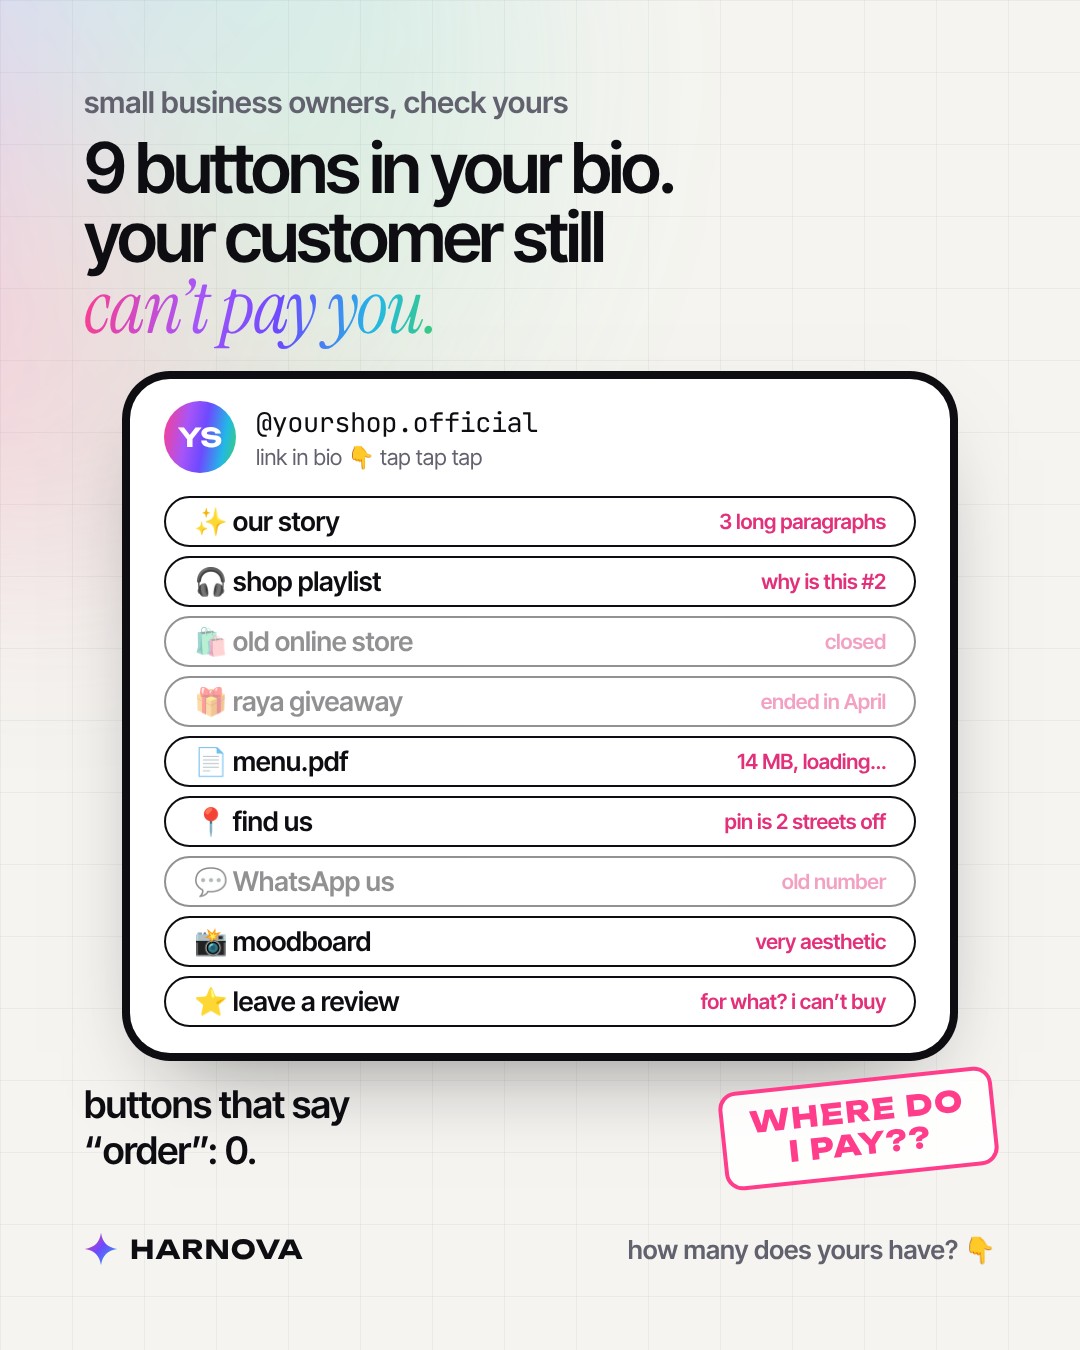 small business owners, check yours
9 buttons in your bio.
your customer still
can’t pay you.
YS
@yourshop.official
link in bio 👇 tap tap tap
✨ our story 3 long paragraphs
🎧 shop playlist why is this #2
🛍️ old online store closed
🎁 raya giveaway ended in April
📄 menu.pdf 14 MB, loading...
📍 find us pin is 2 streets off
💬 WhatsApp us old number
📸 moodboard very aesthetic
⭐ leave a review for what? i can’t buy
buttons that say
“order”: 0.
WHERE DO
I PAY??
HARNOVA
how many does yours have? 👇